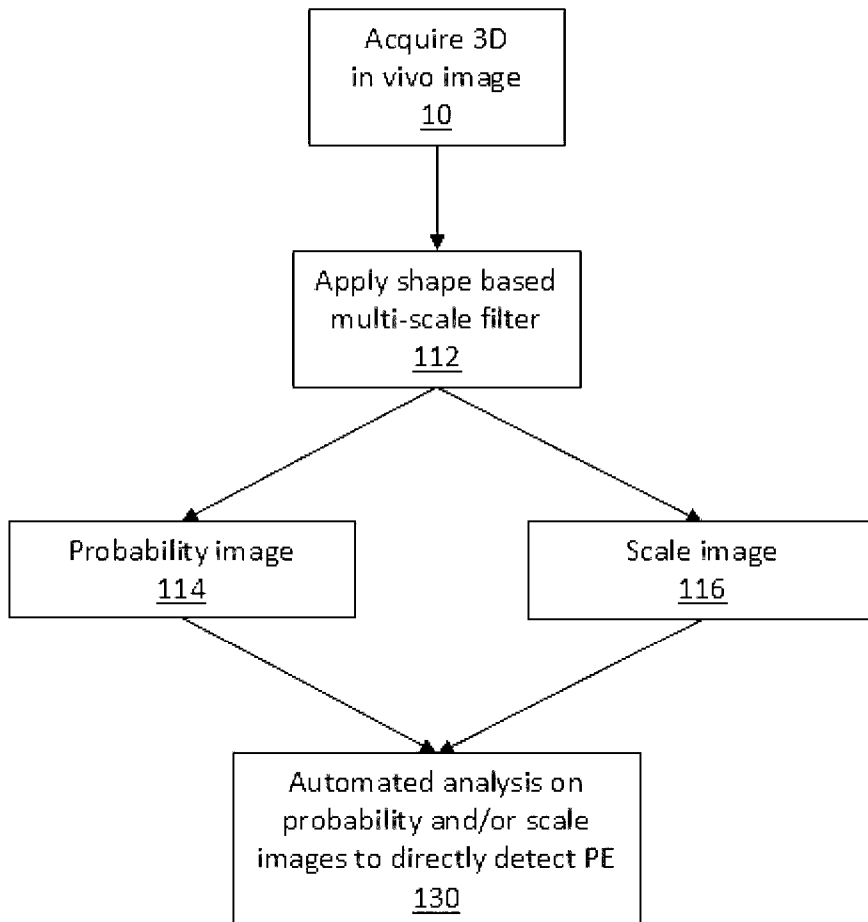 Acquire 3D
in vivo image
10
Apply shape based
multi-scale filter
112
Probability image
114
Scale image
116
Automated analysis on
probability and/or scale
images to directly detect PE
130